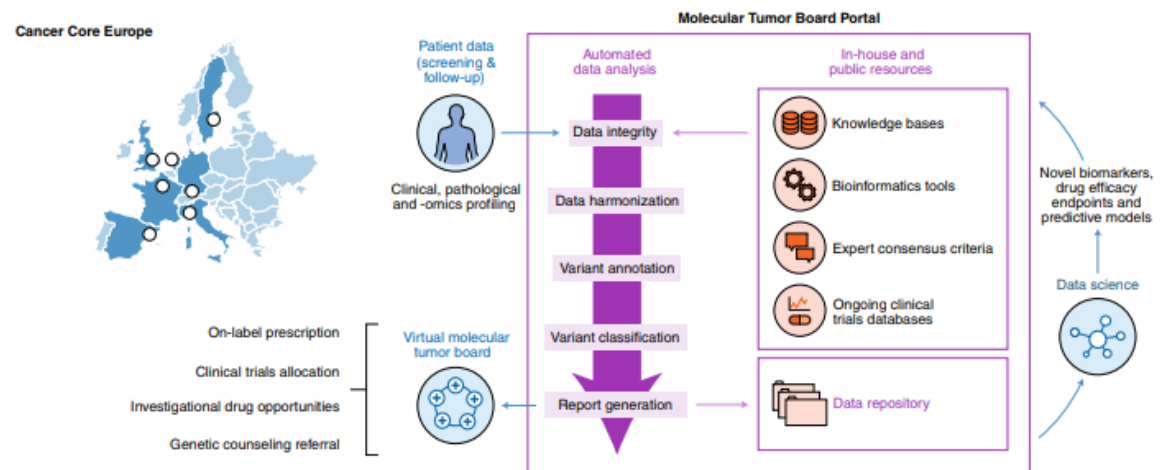 Cancer Core Europe
Molecular Tumor Board Portal
Patient data
(screening &
follow-up)
Clinical, pathological
and -omics profiling
Automated
data analysis
Data integrity
Data harmonization
Variant annotation
Variant classification
Report generation
In-house and
public resources
Knowledge bases
Bioinformatics tools
Expert consensus criteria
Ongoing clinical
trials databases
Data repository
Novel biomarkers,
drug efficacy
endpoints and
predictive models
Data science
Virtual molecular
tumor board
On-label prescription
Clinical trials allocation
Investigational drug opportunities
Genetic counseling referral